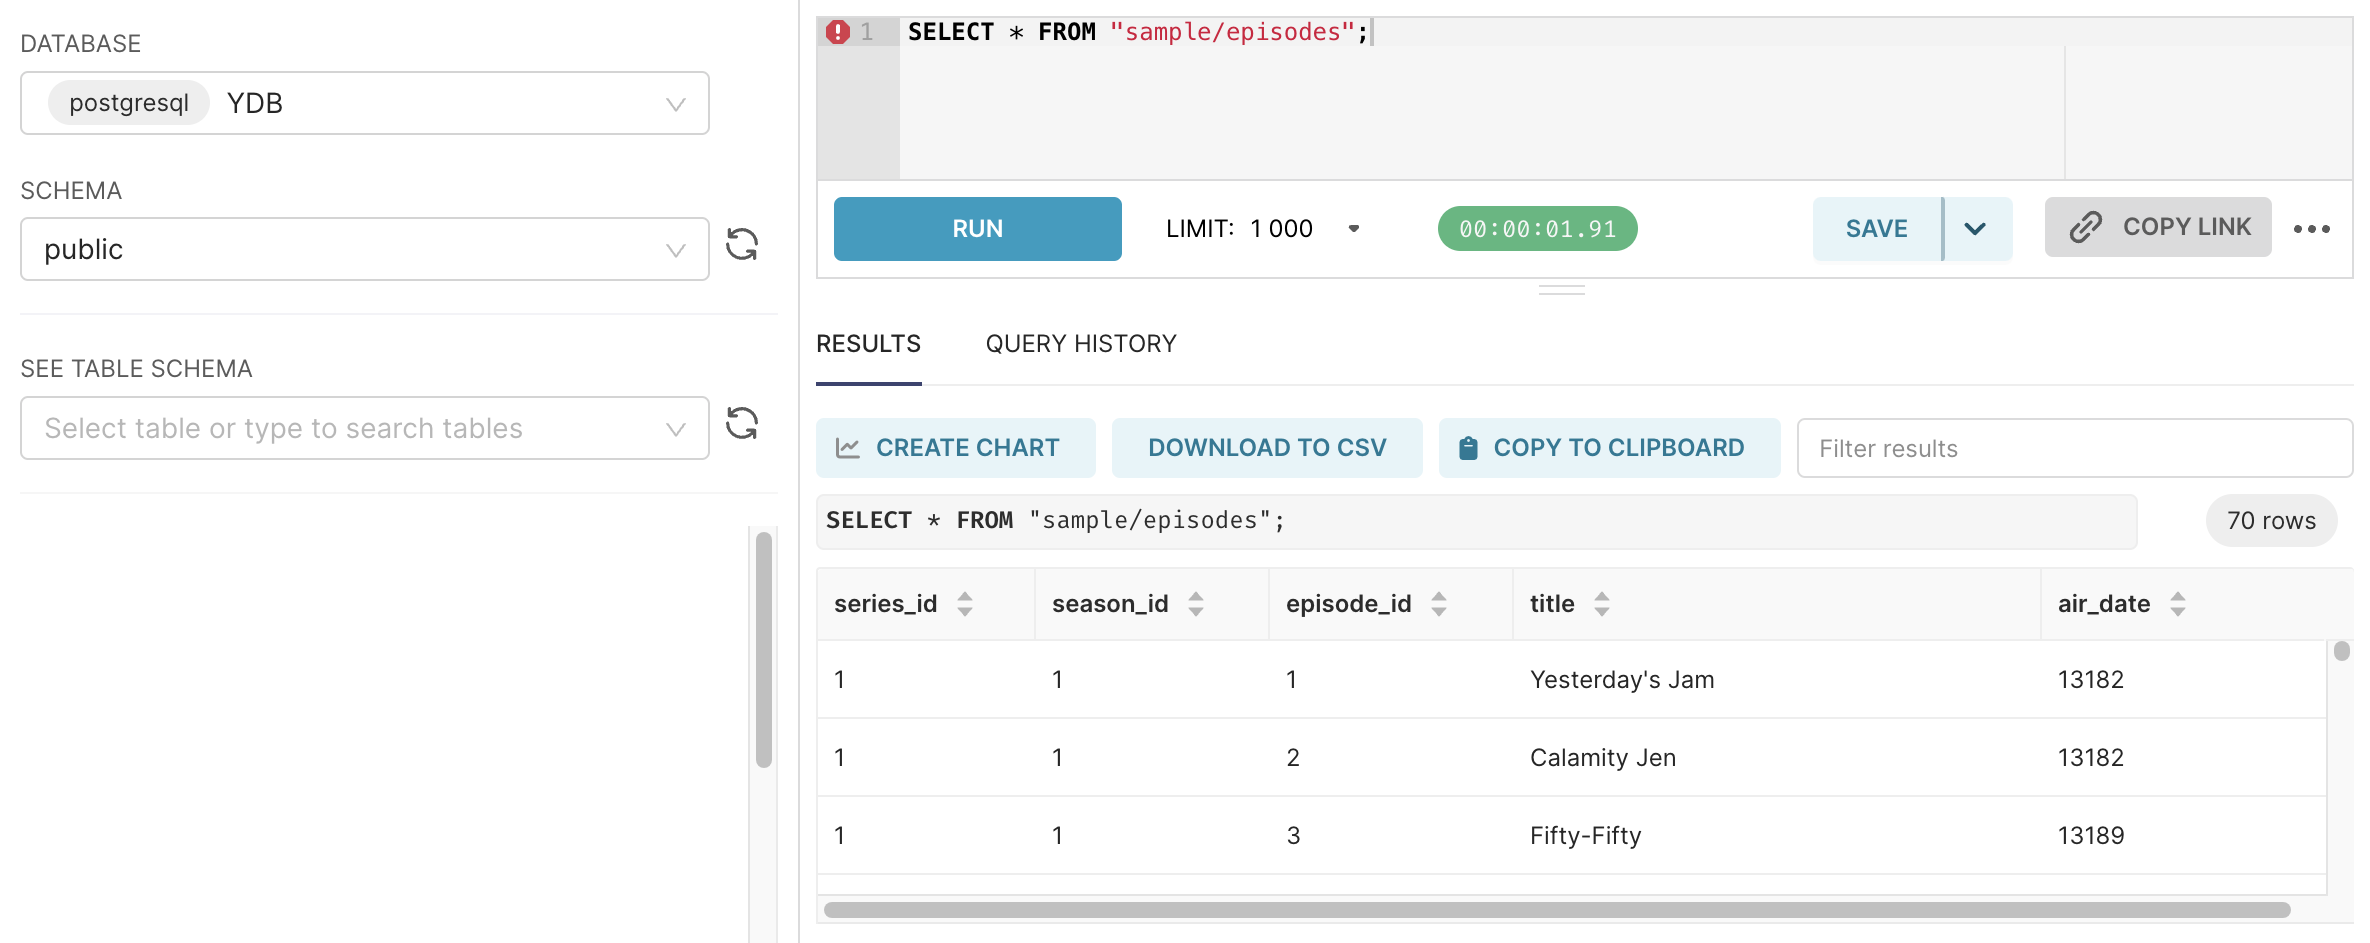 DATABASE
postgresql YDB
SCHEMA
public
SEE TABLE SCHEMA
Select table or type to search tables
1 SELECT * FROM "sample/episodes";
RUN LIMIT: 1 000 00:00:01.91 SAVE COPY LINK
RESULTS QUERY HISTORY
CREATE CHART DOWNLOAD TO CSV COPY TO CLIPBOARD Filter results
SELECT * FROM "sample/episodes"; 70 rows
series_id season_id episode_id title air_date
1 1 1 Yesterday's Jam 13182
1 1 2 Calamity Jen 13182
1 1 3 Fifty-Fifty 13189